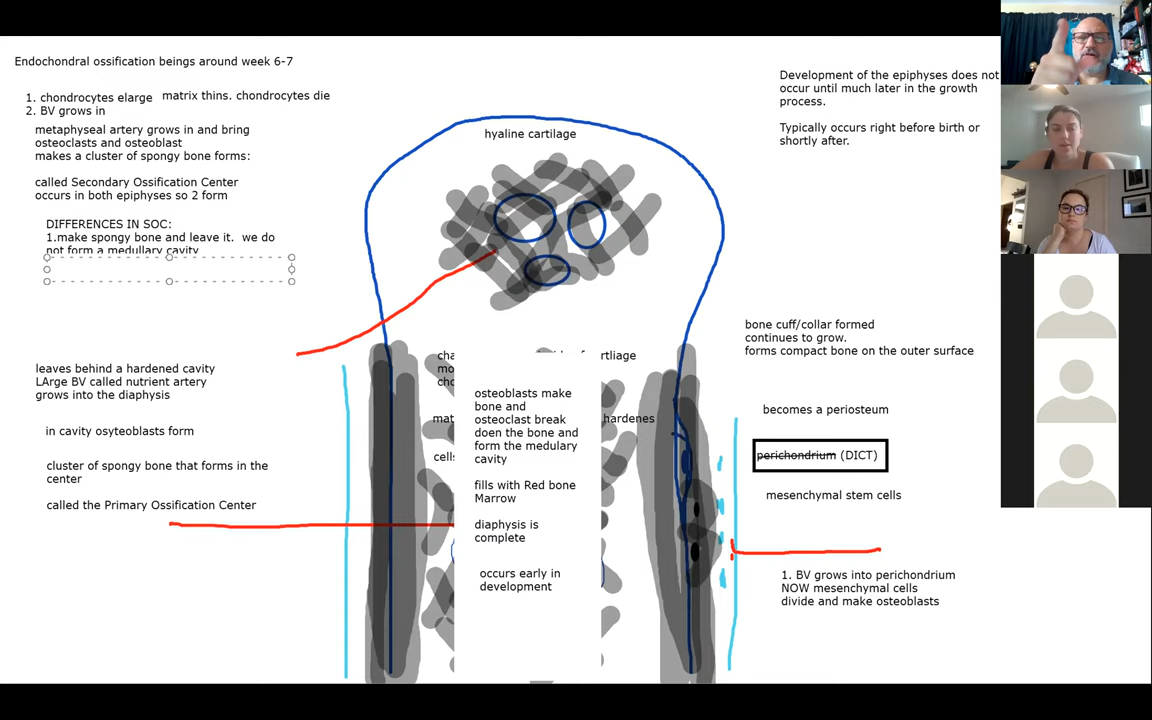 Endochondral ossification beings around week 6-7
1. chondrocytes elarge matrix thins. chondrocytes die
2. BV grows in
metaphyseal artery grows in and bring
osteoclasts and osteoblast
makes a cluster of spongy bone forms:
called Secondary Ossification Center
occurs in both epiphyses so 2 form
DIFFERENCES IN SOC:
1.make spongy bone and leave it. we do
not form a medullary cavity
leaves behind a hardened cavity
LArge BV called nutrient artery
grows into the diaphysis
in cavity osyteoblasts form
cluster of spongy bone that forms in the
center
called the Primary Ossification Center
hyaline cartilage
osteoblasts make
bone and
osteoclast break
doen the bone and
form the medulary
cavity
fills with Red bone
Marrow
diaphysis is
complete
occurs early in
development
hardenes
Development of the epiphyses does not
occur until much later in the growth
process.
Typically occurs right before birth or
shortly after.
bone cuff/collar formed
continues to grow.
forms compact bone on the outer surface
becomes a periosteum
perichondrium (DICT)
mesenchymal stem cells
1. BV grows into perichondrium
NOW mesenchymal cells
divide and make osteoblasts